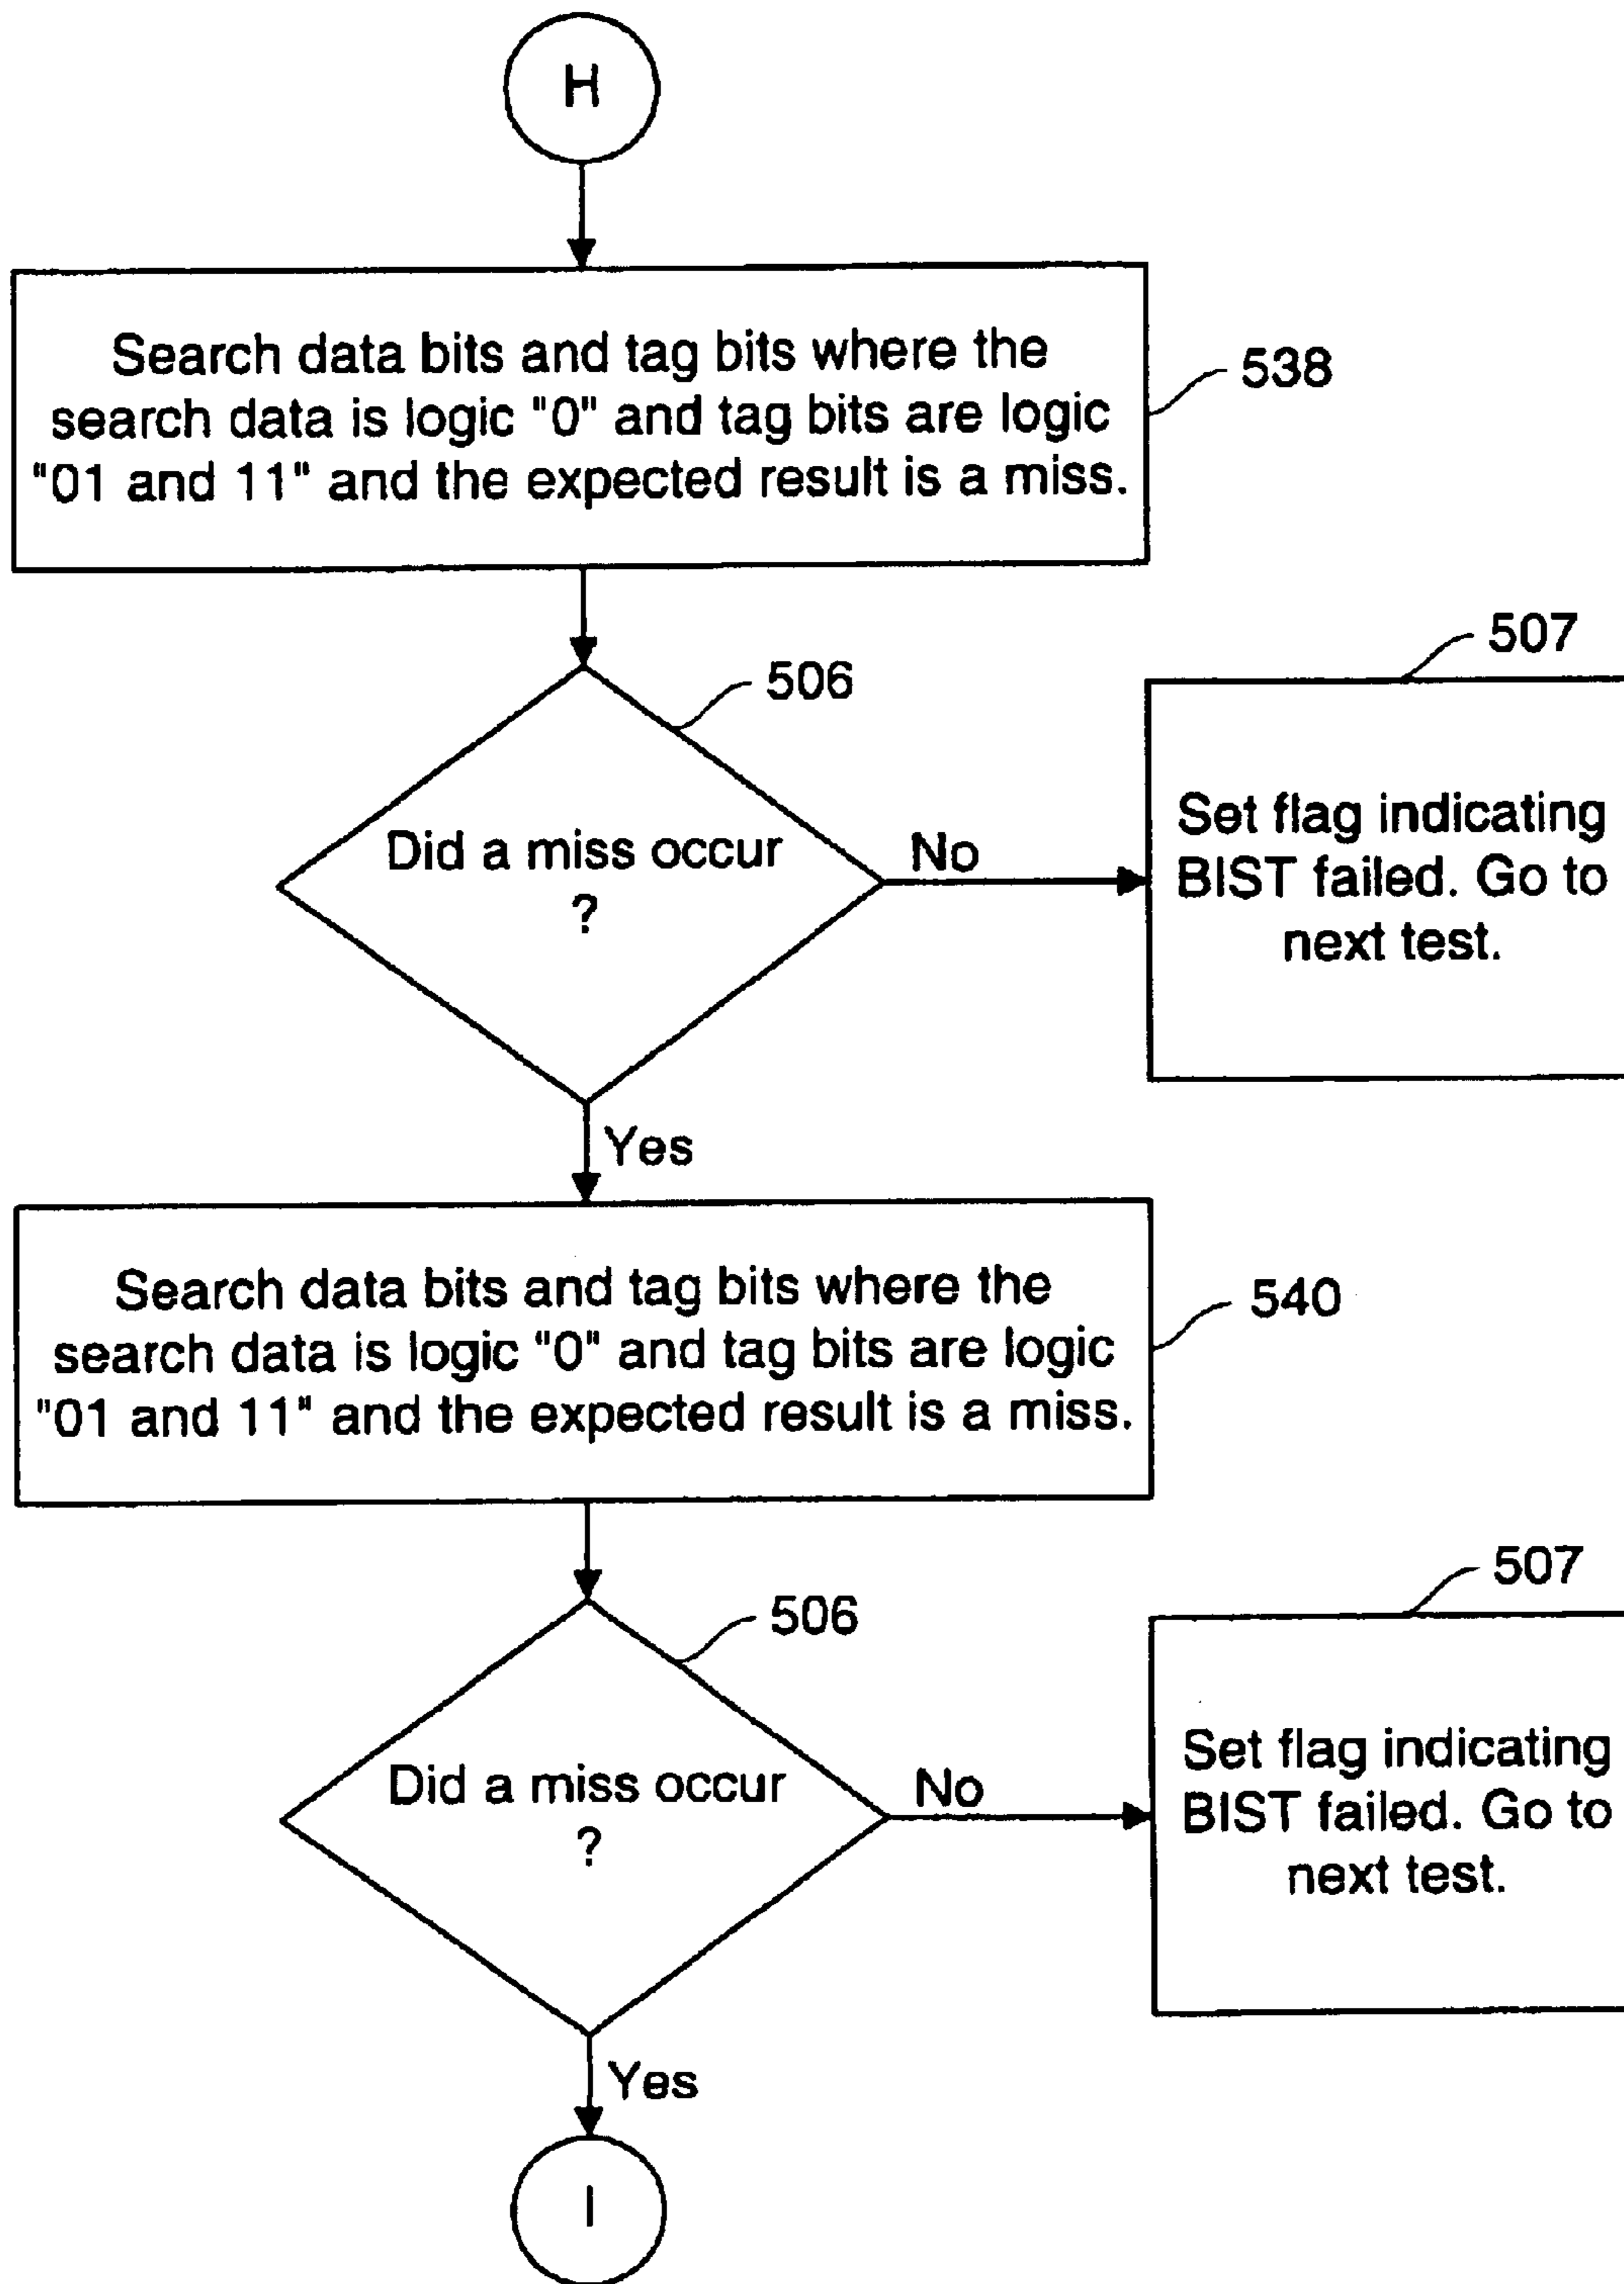 H
Search data bits and tag bits where the
search data is logic "0" and tag bits are logic
"01 and 11" and the expected result is a miss.
538
506
Did a miss occur
?
No
507
Set flag indicating
BIST failed. Go to
next test.
Yes
Search data bits and tag bits where the
search data is logic "0" and tag bits are logic
"01 and 11" and the expected result is a miss.
540
506
Did a miss occur
?
No
507
Set flag indicating
BIST failed. Go to
next test.
Yes
I